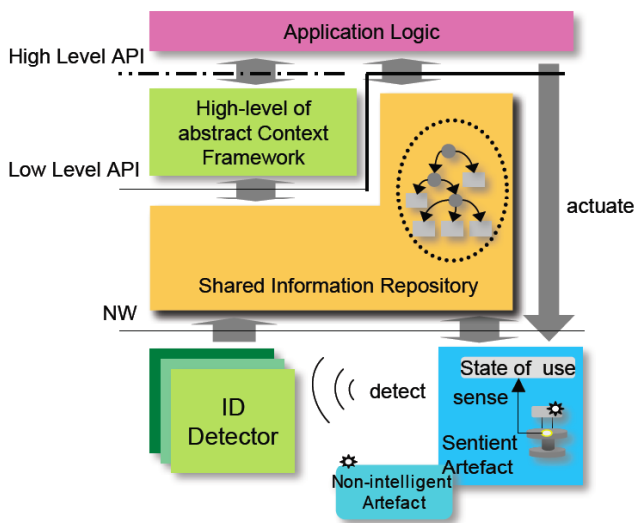 Application Logic
High Level API
High-level of
abstract Context
Framework
Low Level API
actuate
Shared Information Repository
NW
State of use
sense
detect
ID
Detector
Sentient
Artefact
Non-intelligent
Artefact